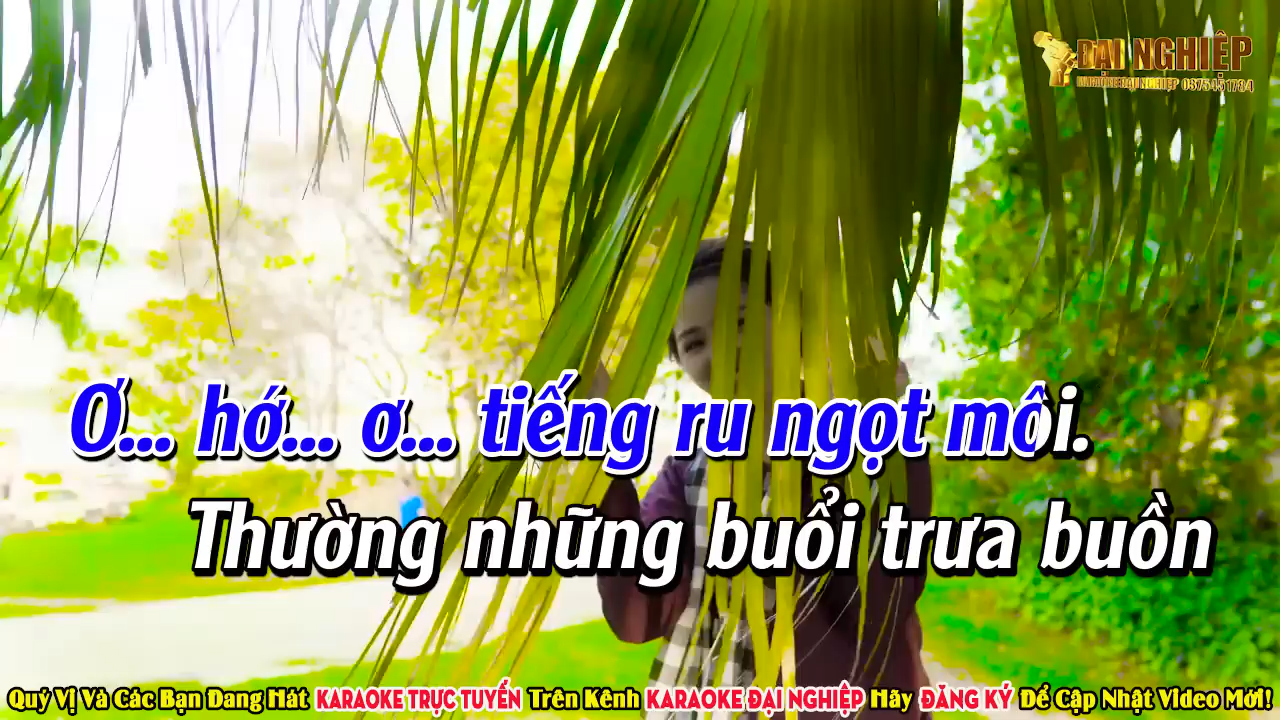 ĐẠI NGHIỆP
Ơ... hớ... ơ... tiếng ru ngọt môi.
Thường những buổi trưa buồn
Quý Vị Và Các Bạn Đang Hát KARAOKE TRỰC TUYẾN Trên Kênh KARAOKE ĐẠI NGHIỆP Hãy ĐĂNG KÝ Để Cập Nhật Video Mới!